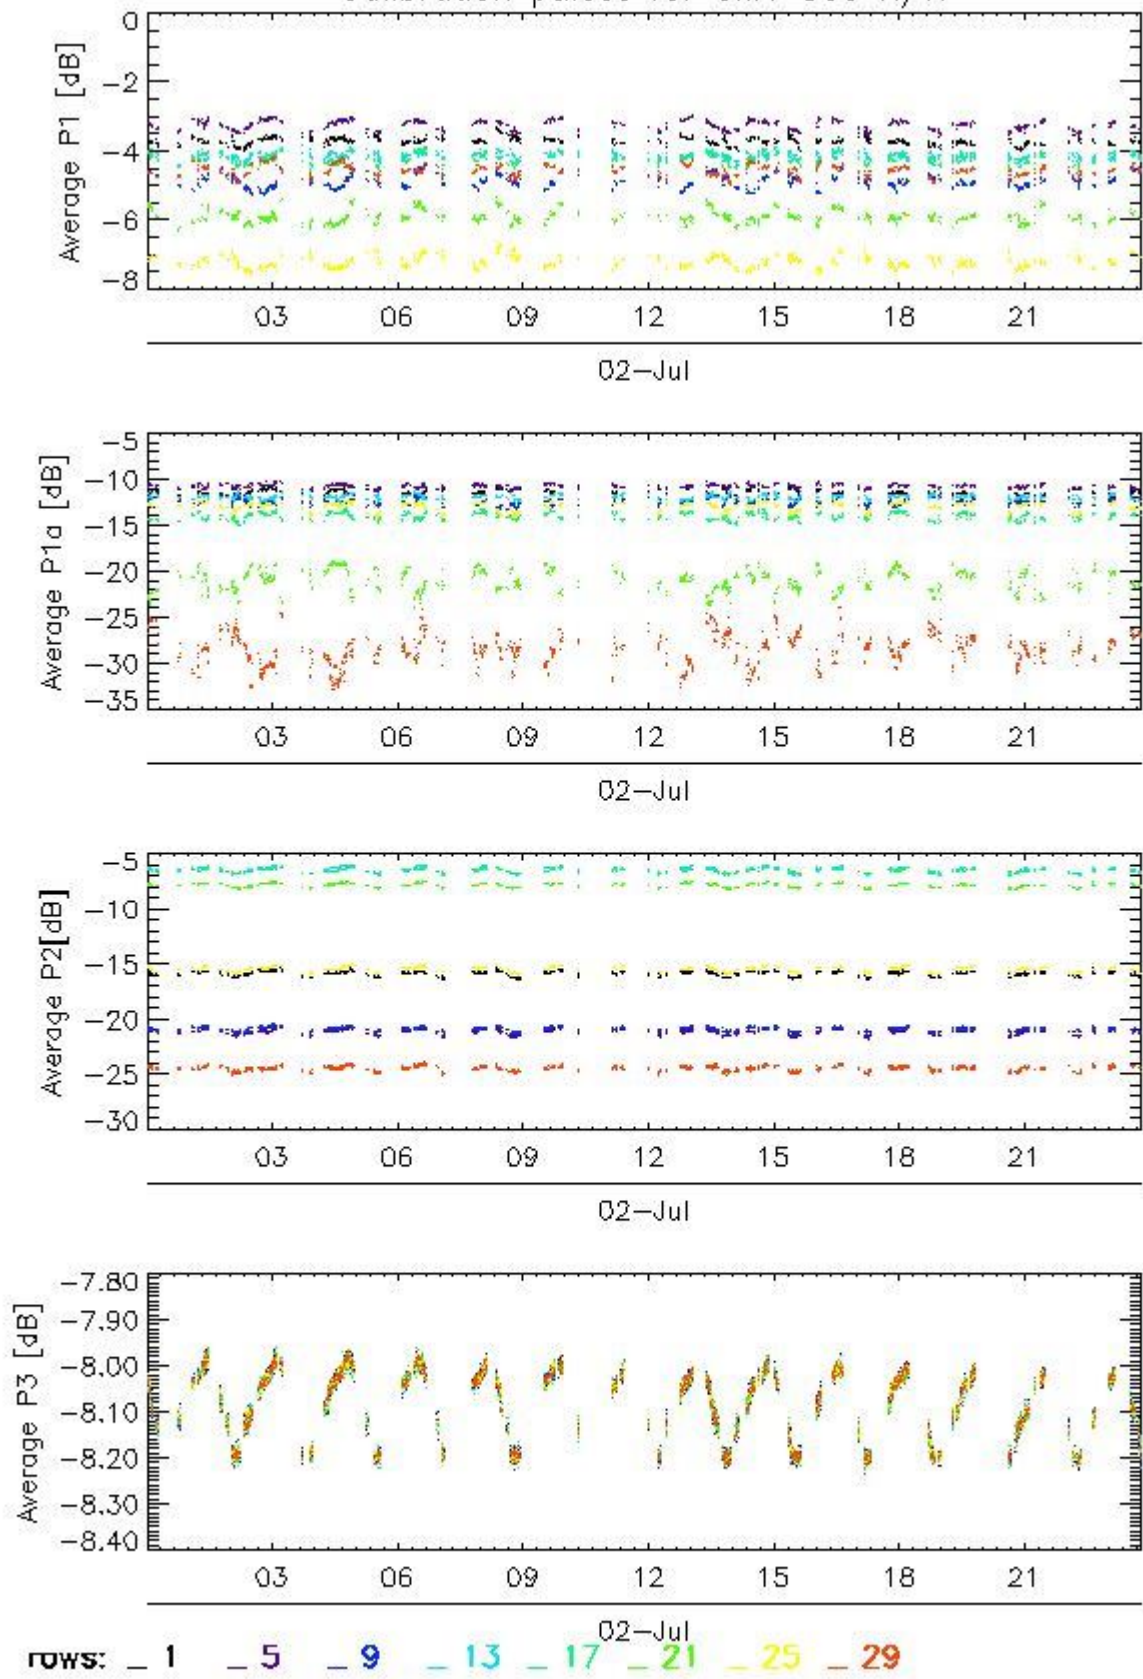 0
-2
-4
-6
-8
Average P1 [dB]
03 06 09 12 15 18 21
02-Jul
-5
-10
-15
-20
-25
-30
-35
Average P1a [dB]
03 06 09 12 15 18 21
02-Jul
-5
-10
-15
-20
-25
-30
Average P2[dB]
03 06 09 12 15 18 21
02-Jul
-7.80
-7.90
-8.00
-8.10
-8.20
-8.30
-8.40
Average P3 [dB]
03 06 09 12 15 18 21
02-Jul
rows: _ 1 _ 5 _ 9 _ 13 _ 17 _ 21 _ 25 _ 29